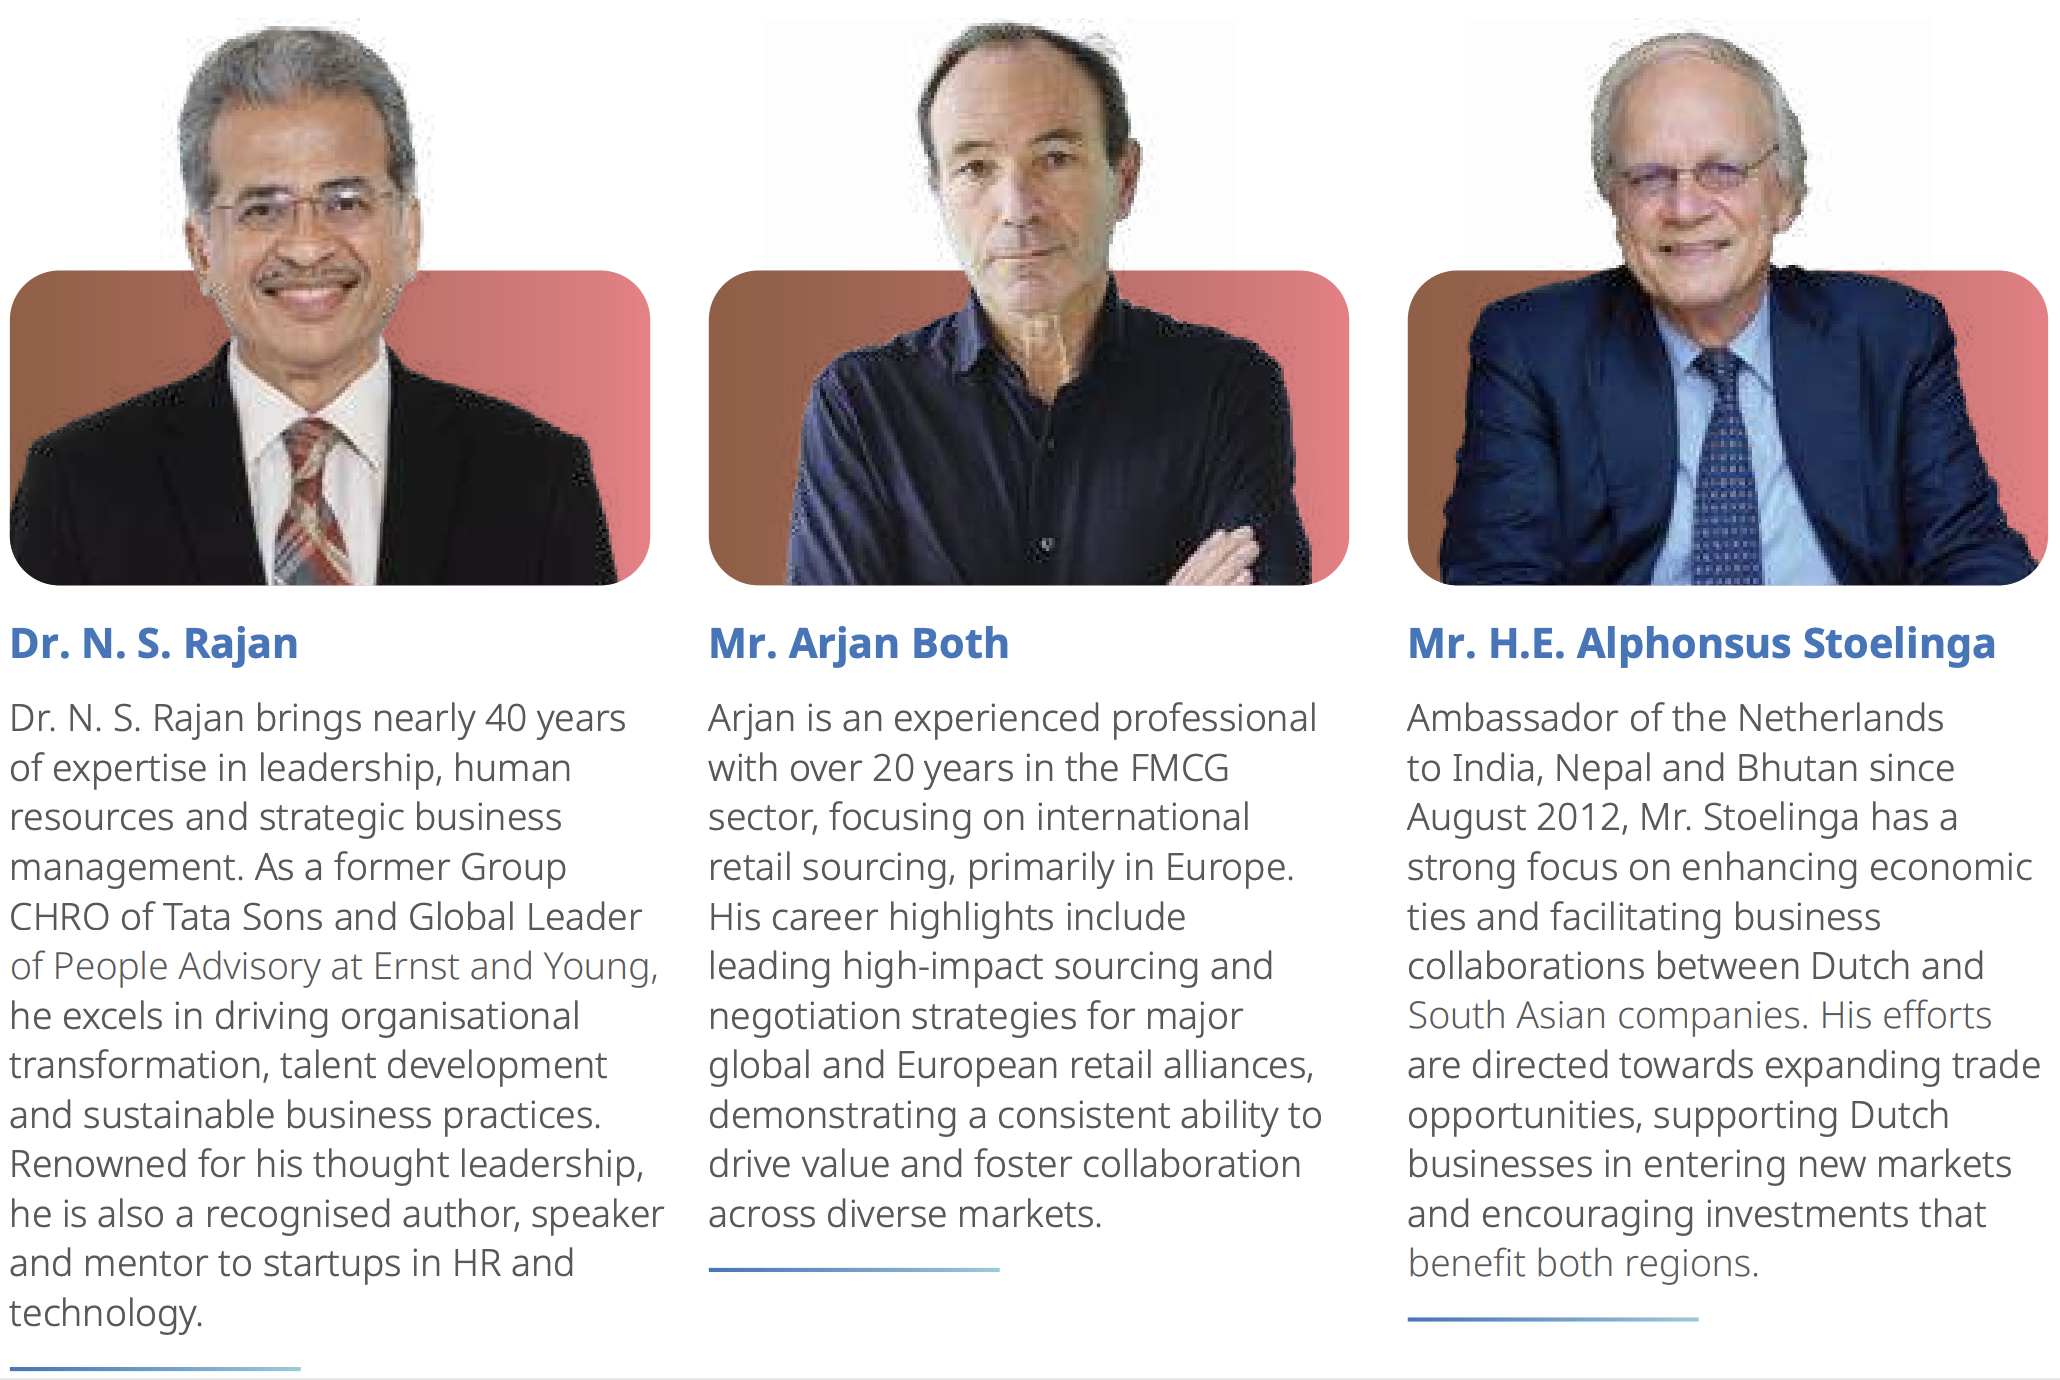 Dr. N. S. Rajan
Dr. N. S. Rajan brings nearly 40 years
of expertise in leadership, human
resources and strategic business
management. As a former Group
CHRO of Tata Sons and Global Leader
of People Advisory at Ernst and Young,
he excels in driving organisational
transformation, talent development
and sustainable business practices.
Renowned for his thought leadership,
he is also a recognised author, speaker
and mentor to startups in HR and
technology.
Mr. Arjan Both
Arjan is an experienced professional
with over 20 years in the FMCG
sector, focusing on international
retail sourcing, primarily in Europe.
His career highlights include
leading high-impact sourcing and
negotiation strategies for major
global and European retail alliances,
demonstrating a consistent ability to
drive value and foster collaboration
across diverse markets.
Mr. H.E. Alphonsus Stoelinga
Ambassador of the Netherlands
to India, Nepal and Bhutan since
August 2012, Mr. Stoelinga has a
strong focus on enhancing economic
ties and facilitating business
collaborations between Dutch and
South Asian companies. His efforts
are directed towards expanding trade
opportunities, supporting Dutch
businesses in entering new markets
and encouraging investments that
benefit both regions.